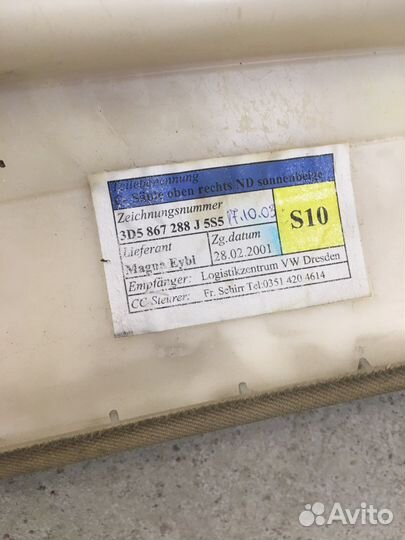 Teilebenennung
C- Säule oben rechts ND sonnenbeige
Zeichnungsnummer
3D5 867 288 J 5S5 17.10.03
S10
Lieferant Zg.datum
Magna Eybl 28.02.2001
Empfänger: Logistikzentrum VW Dresden
CC-Steurer: Fr. Schirr Tel:0351 420 4614
Avito